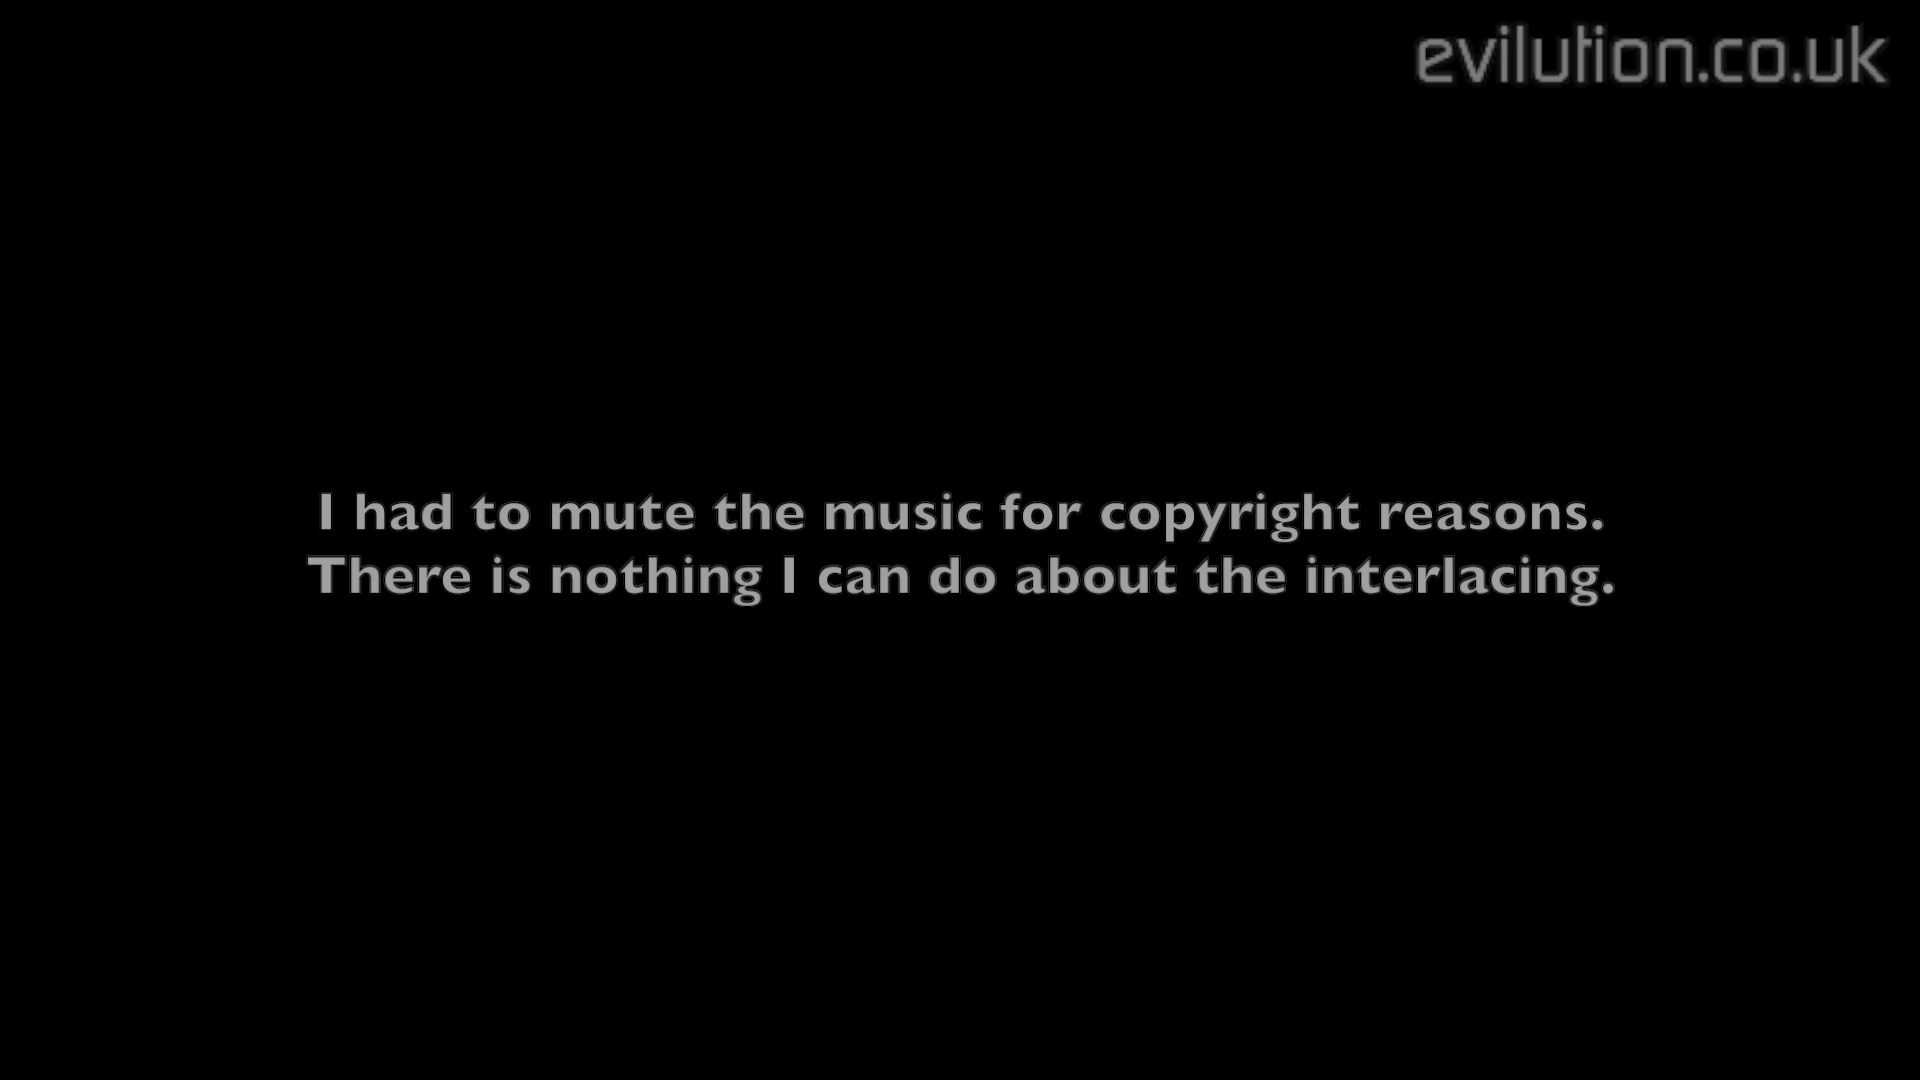 evilution.co.uk
I had to mute the music for copyright reasons.
There is nothing I can do about the interlacing.